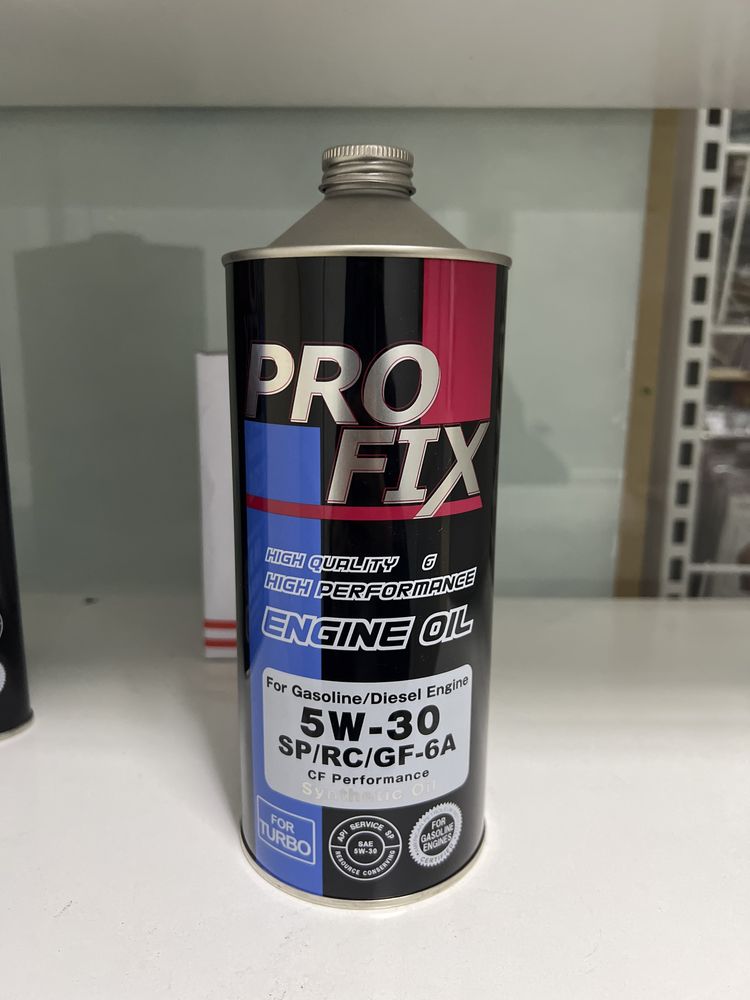 PRO
FIX
HIGH QUALITY &
HIGH PERFORMANCE
ENGINE OIL
For Gasoline/Diesel Engine
5W-30
SP/RC/GF-6A
CF Performance
Synthetic Oil
FOR
TURBO
API SERVICE SP
SAE
5W-30
RESOURCE CONSERVING
FOR
GASOLINE
ENGINES
CERTIFIED